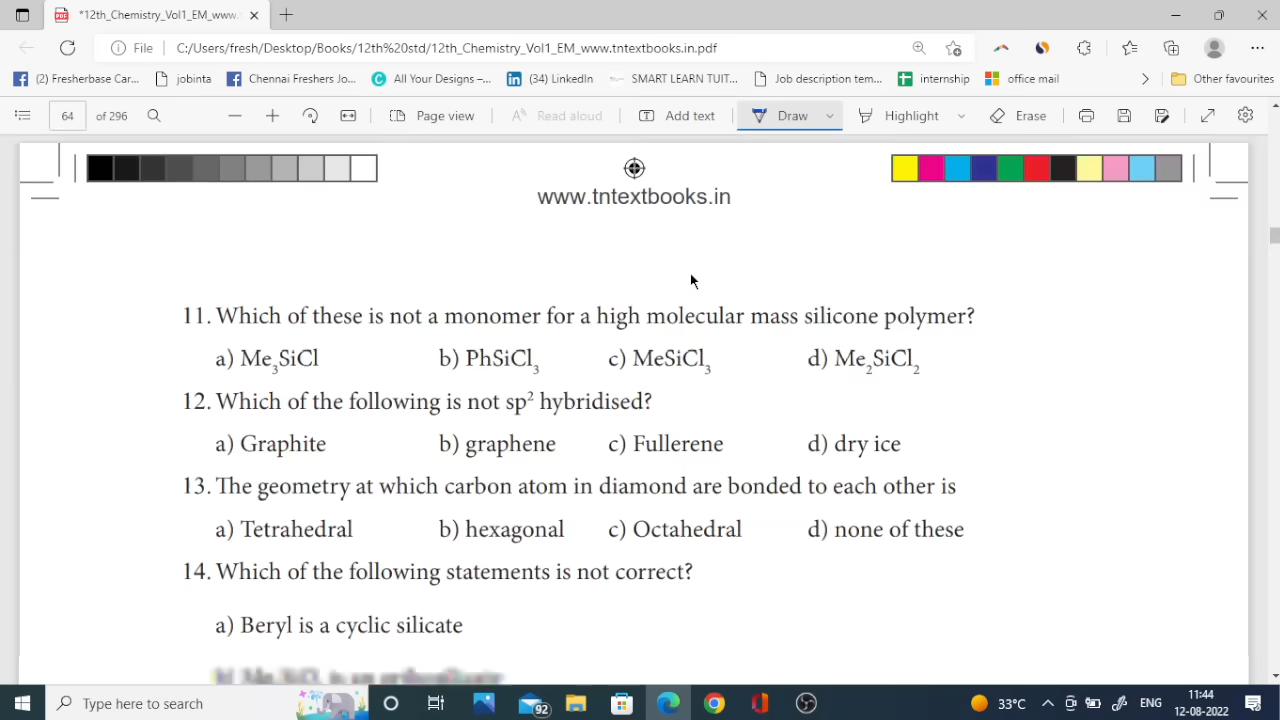 *12th_Chemistry_Vol1_EM_www.
File
C:/Users/fresh/Desktop/Books/12th%20std/12th_Chemistry_Vol1_EM_www.tntextbooks.in.pdf
(2) Fresherbase Car... jobinta Chennai Freshers Jo... All Your Designs –... (34) LinkedIn SMART LEARN TUIT... Job description tem... internship office mail Other favourites
64 of 296 Page view Read aloud Add text Draw Highlight Erase
www.tntextbooks.in
11. Which of these is not a monomer for a high molecular mass silicone polymer?
a) Me₃SiCl b) PhSiCl₃ c) MeSiCl₃ d) Me₂SiCl₂
12. Which of the following is not sp² hybridised?
a) Graphite b) graphene c) Fullerene d) dry ice
13. The geometry at which carbon atom in diamond are bonded to each other is
a) Tetrahedral b) hexagonal c) Octahedral d) none of these
14. Which of the following statements is not correct?
a) Beryl is a cyclic silicate
Type here to search
92
33°C
ENG
11:44
12-08-2022